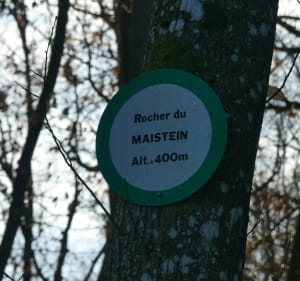 Rocher du
MAISTEIN
Alt. 400m